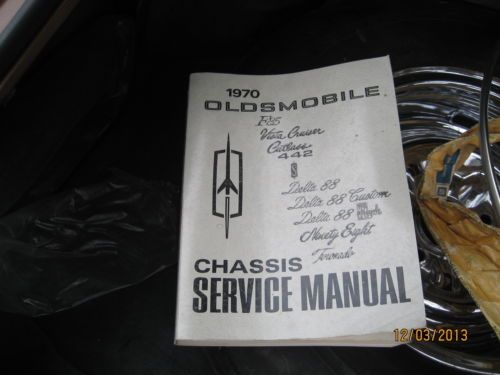 1970
OLDSMOBILE
F-85
Vista Cruiser
Cutlass
442
Delta 88
Delta 88 Custom
Delta 88
Ninety Eight
Toronado
CHASSIS
SERVICE MANUAL
12/03/2013